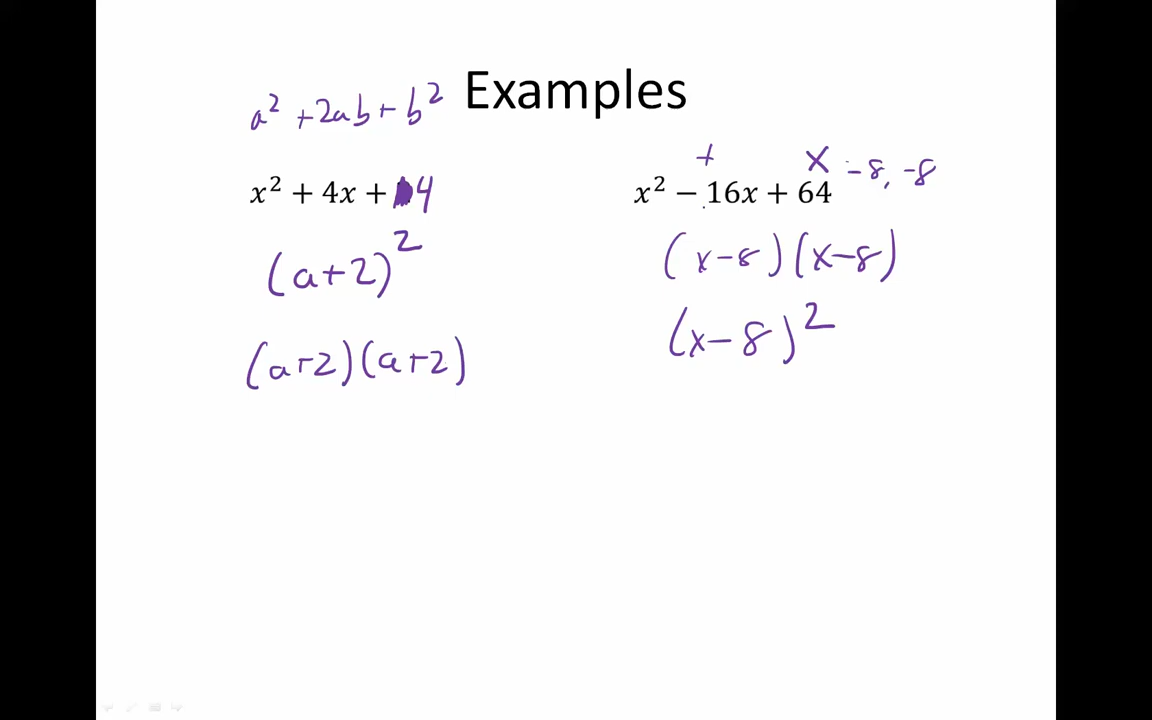 Examples
a² + 2ab + b²
x² + 4x + 4
(a+2)²
(a+2)(a+2)
+ x -8, -8
x² − 16x + 64
(x-8)(x-8)
(x-8)²